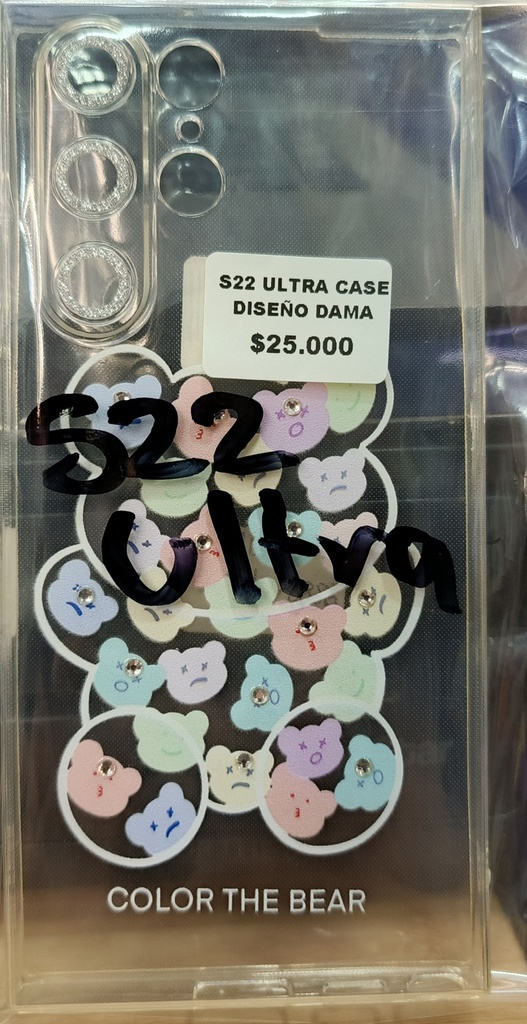 S22 ULTRA CASE
DISEÑO DAMA
$25.000
S22
Ultra
COLOR THE BEAR